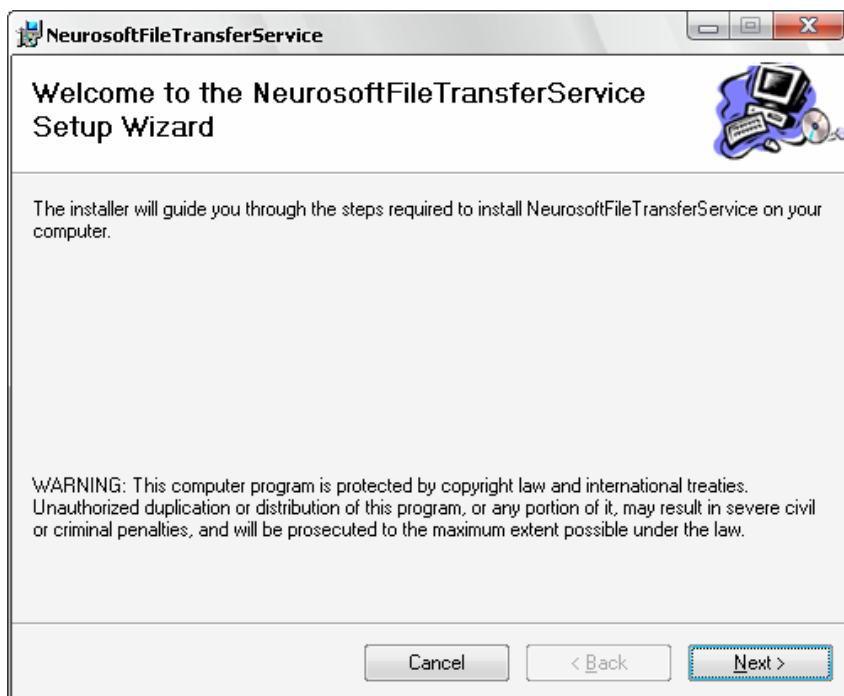 NeurosoftFileTransferService
Welcome to the NeurosoftFileTransferService
Setup Wizard
The installer will guide you through the steps required to install NeurosoftFileTransferService on your
computer.
WARNING: This computer program is protected by copyright law and international treaties.
Unauthorized duplication or distribution of this program, or any portion of it, may result in severe civil
or criminal penalties, and will be prosecuted to the maximum extent possible under the law.
Cancel < Back Next >